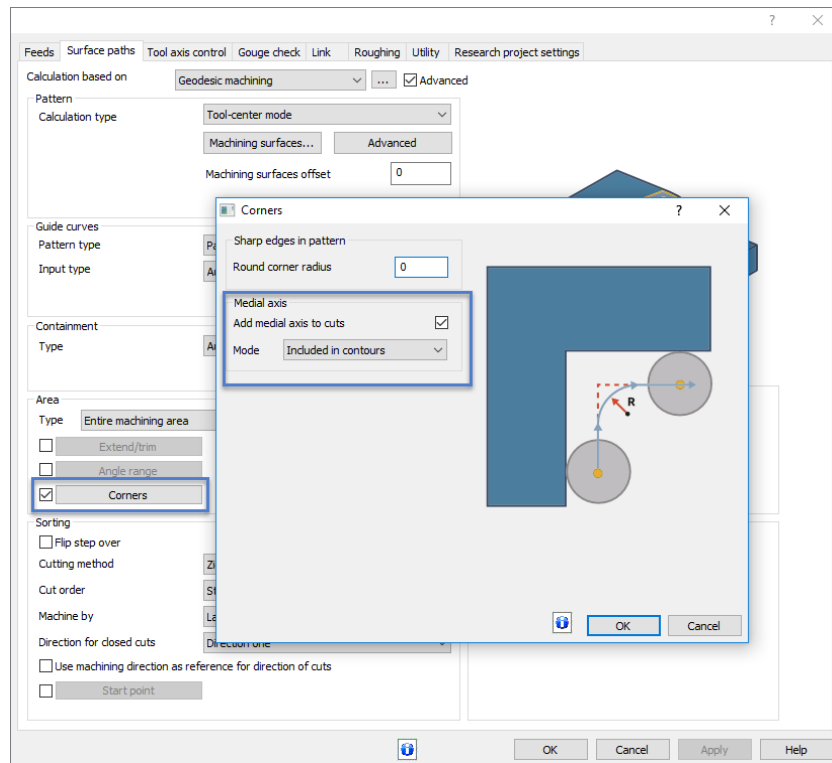 ?
Feeds Surface paths Tool axis control Gouge check Link Roughing Utility Research project settings
Calculation based on Geodesic machining ... Advanced
Pattern
Calculation type Tool-center mode
Machining surfaces... Advanced
Machining surfaces offset 0
Guide curves
Pattern type
Input type
Containment
Type
Area
Type Entire machining area
Extend/trim
Angle range
Corners
Sorting
Flip step over
Cutting method
Cut order
Machine by
Direction for closed cuts Direction one
Use machining direction as reference for direction of cuts
Start point
Corners ?
Sharp edges in pattern
Round corner radius 0
Medial axis
Add medial axis to cuts
Mode Included in contours
R
OK Cancel
OK Cancel Apply Help